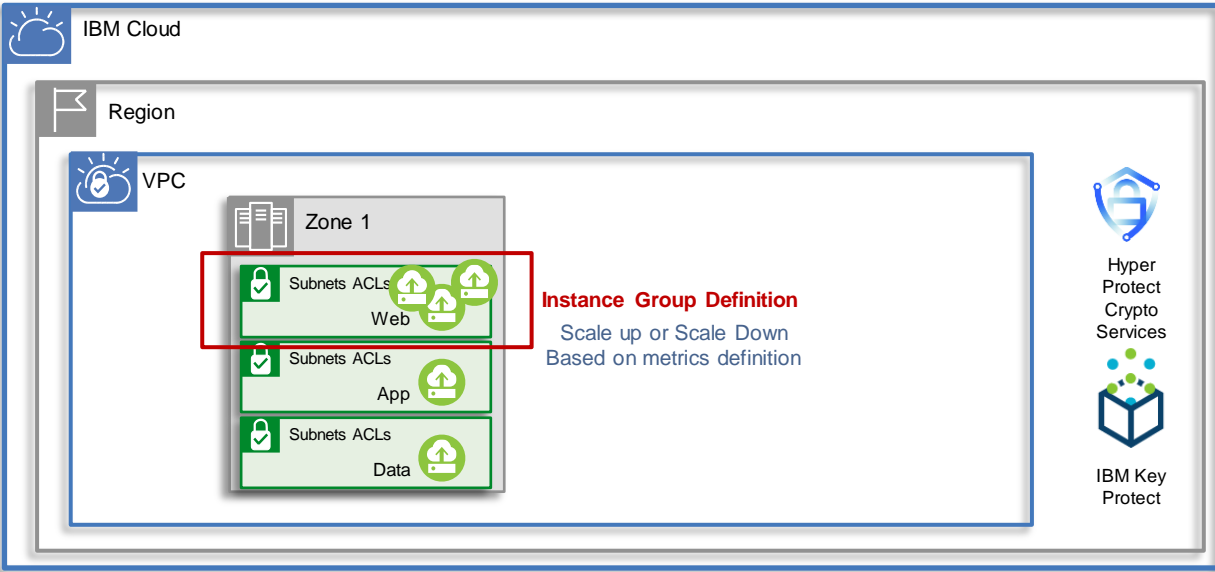 IBM Cloud
Region
VPC
Zone 1
Subnets ACLs
Web
Subnets ACLs
App
Subnets ACLs
Data
Instance Group Definition
Scale up or Scale Down
Based on metrics definition
Hyper
Protect
Crypto
Services
IBM Key
Protect